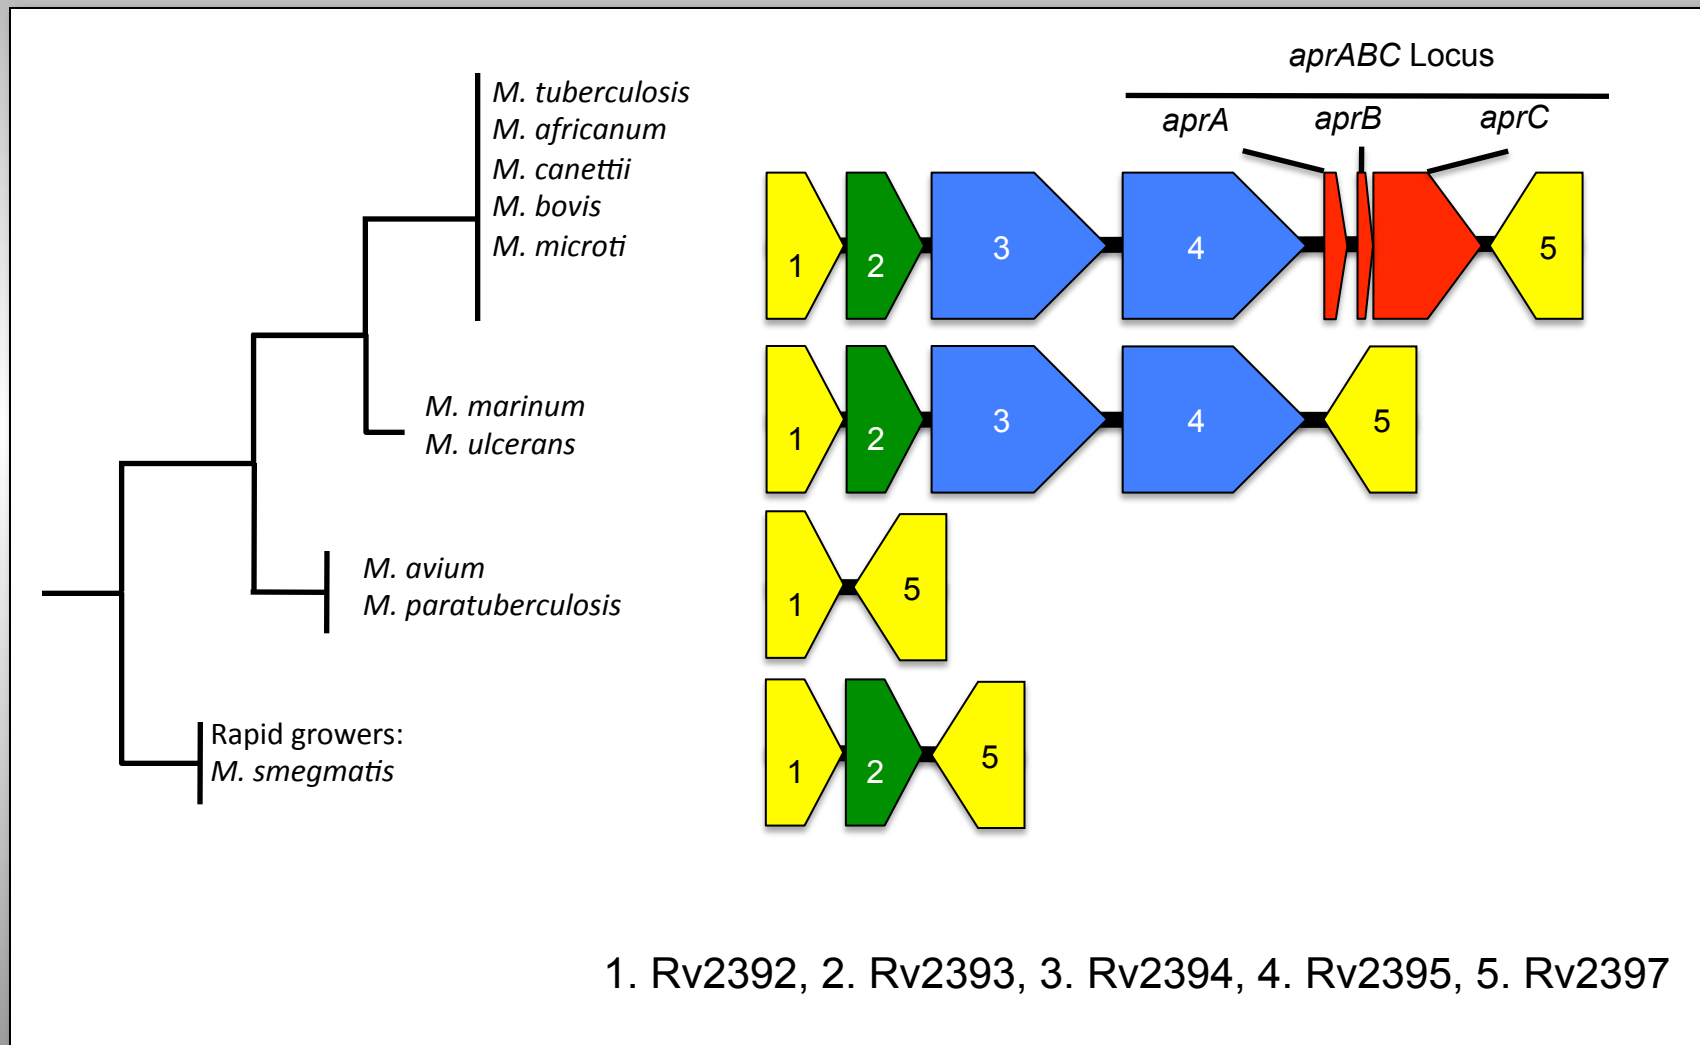 aprABC Locus
aprA aprB aprC
M. tuberculosis
M. africanum
M. canettii
M. bovis
M. microti
1 2 3 4 5
M. marinum
M. ulcerans
1 2 3 4 5
M. avium
M. paratuberculosis
1 5
Rapid growers:
M. smegmatis
1 2 5
1. Rv2392, 2. Rv2393, 3. Rv2394, 4. Rv2395, 5. Rv2397